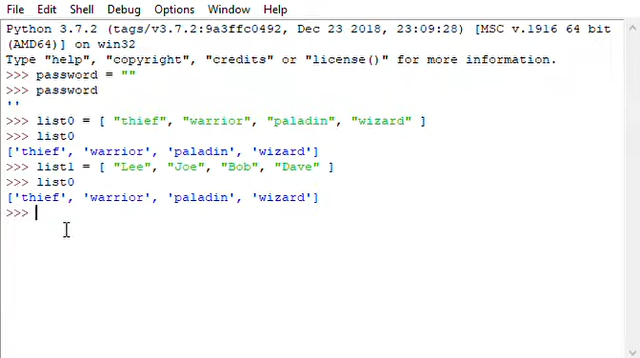 File Edit Shell Debug Options Window Help
Python 3.7.2 (tags/v3.7.2:9a3ffc0492, Dec 23 2018, 23:09:28) [MSC v.1916 64 bit
(AMD64)] on win32
Type "help", "copyright", "credits" or "license()" for more information.
>>> password = ""
>>> password
''
>>> list0 = [ "thief", "warrior", "paladin", "wizard" ]
>>> list0
['thief', 'warrior', 'paladin', 'wizard']
>>> list1 = [ "Lee", "Joe", "Bob", "Dave" ]
>>> list0
['thief', 'warrior', 'paladin', 'wizard']
>>>